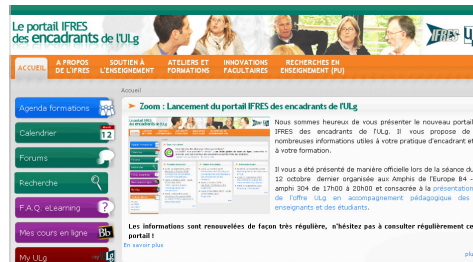 Le portail IFRES
des encadrants de l'ULg
IFRES
ACCUEIL
A PROPOS
DE L'IFRES
SOUTIEN À
L'ENSEIGNEMENT
ATELIERS ET
FORMATIONS
INNOVATIONS
FACULTAIRES
RECHERCHES EN
ENSEIGNEMENT (PU)
Accueil
Agenda formations
Calendrier
12
Forums
Recherche
F.A.Q. eLearning
?
Mes cours en ligne
Bb
My ULg
Zoom : Lancement du portail IFRES des encadrants de l'ULg
Nous sommes heureux de vous présenter le nouveau portail
IFRES des encadrants de l'ULg. Il vous propose de
nombreuses informations utiles à votre pratique d'encadrant et
à votre formation.
Il vous a été présenté de manière officielle lors de la séance du
12 octobre dernier organisée aux Amphis de l'Europe B4 -
amphi 304 de 17h00 à 20h00 et consacrée à la présentation
de l'offre ULg en accompagnement pédagogique des
enseignants et des étudiants.
Les informations sont renouvelées de façon très régulière, n'hésitez pas à consulter régulièrement ce
portail !
En savoir plus